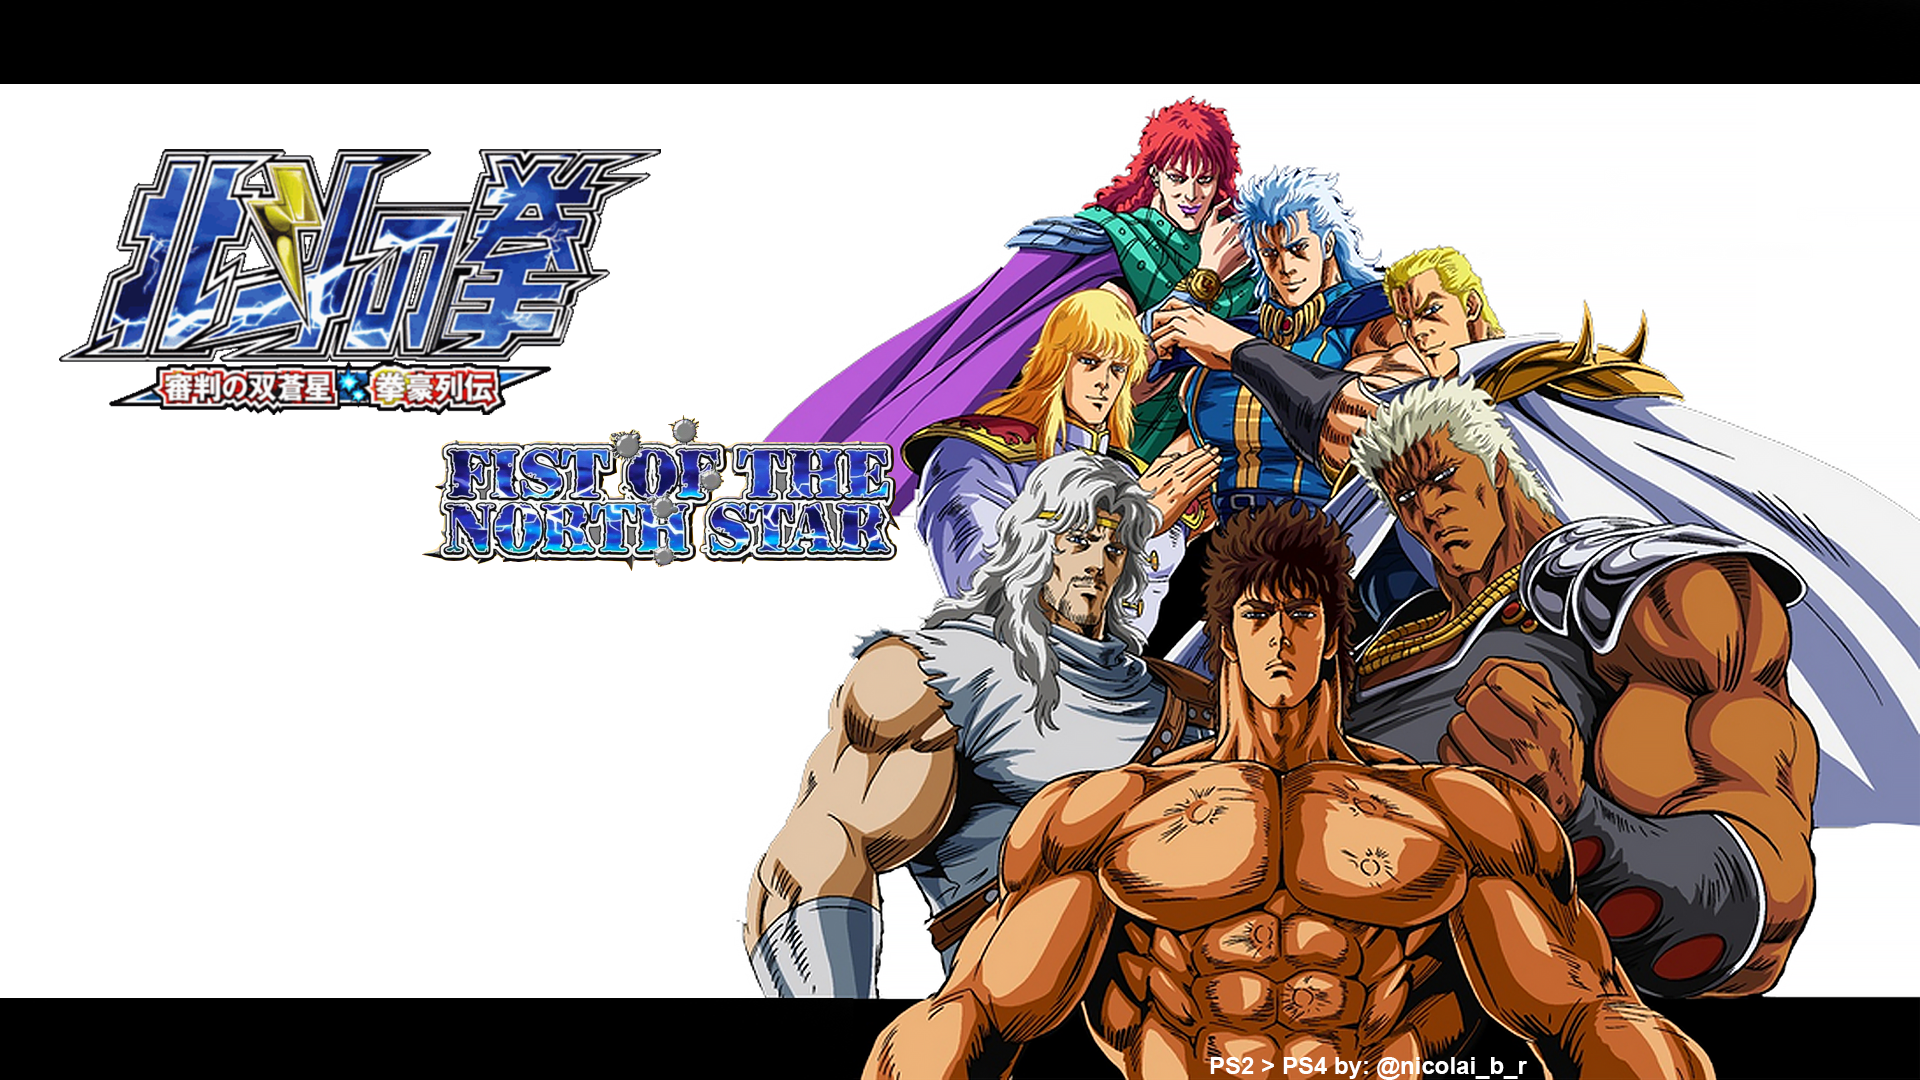 北斗の拳
審判の双蒼星 拳豪列伝
FIST OF THE
NORTH STAR
PS2 > PS4 by: @nicolai_b_r